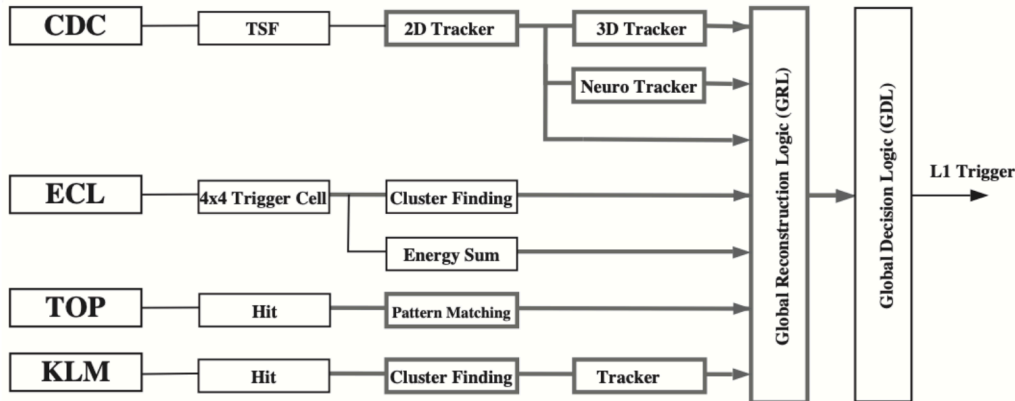 CDC
TSF
2D Tracker
3D Tracker
Neuro Tracker
ECL
4x4 Trigger Cell
Cluster Finding
Energy Sum
TOP
Hit
Pattern Matching
KLM
Hit
Cluster Finding
Tracker
Global Reconstruction Logic (GRL)
Global Decision Logic (GDL)
L1 Trigger